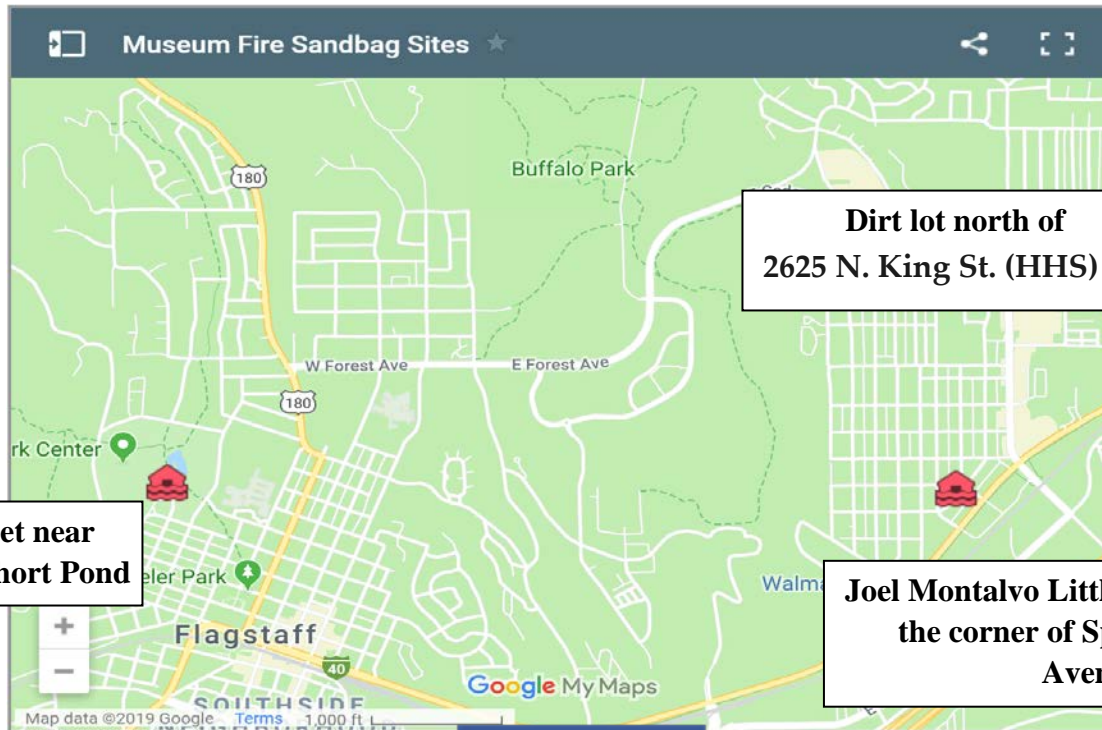 Museum Fire Sandbag Sites
180
Buffalo Park
Dirt lot north of
2625 N. King St. (HHS)
W Forest Ave
E Forest Ave
180
rk Center
et near
hort Pond
eler Park
Walma
Joel Montalvo Littl
the corner of Sp
Aven
Flagstaff
40
Google My Maps
SOUTHSIDE
Map data ©2019 Google
Terms
1,000 ft